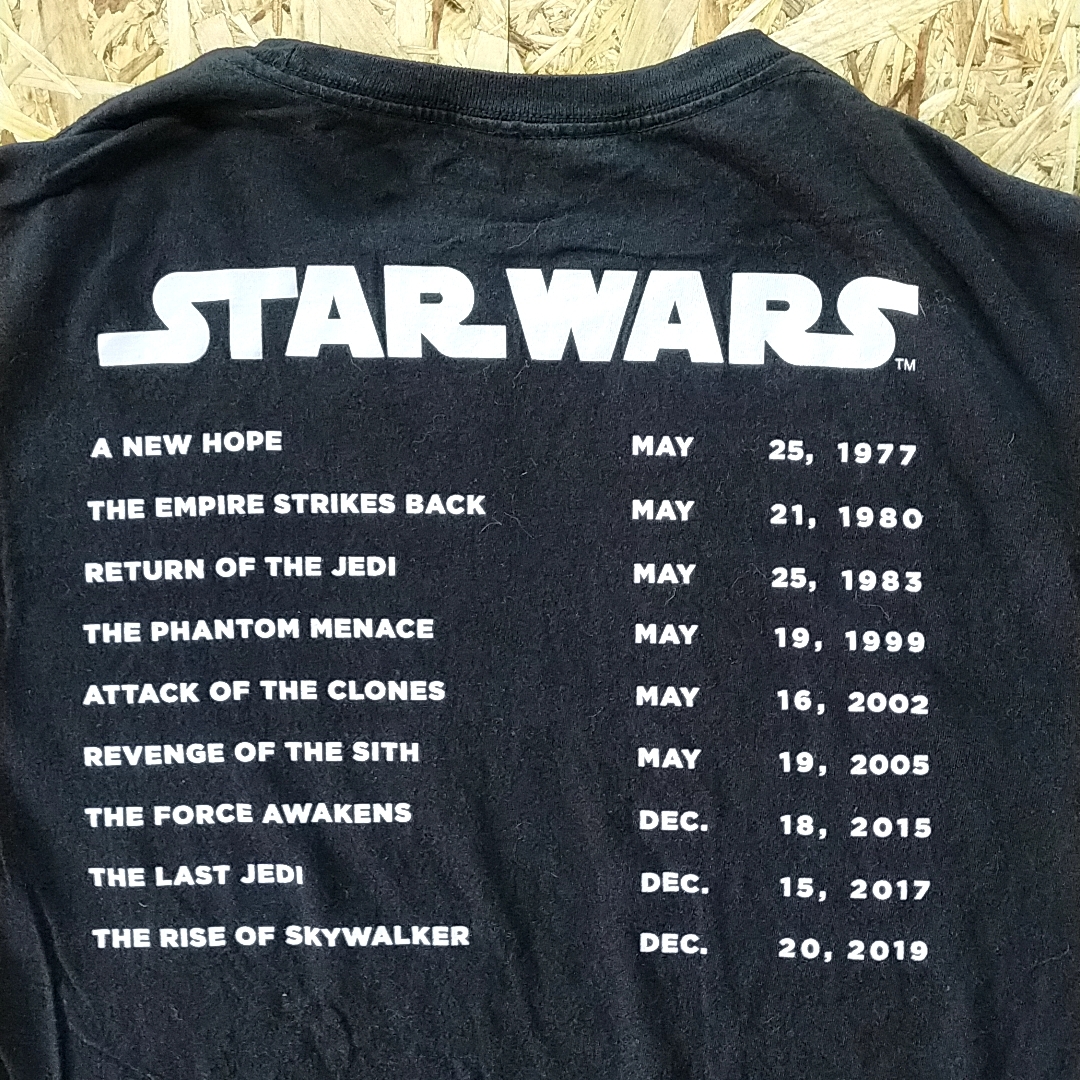 STAR WARS™
A NEW HOPE MAY 25, 1977
THE EMPIRE STRIKES BACK MAY 21, 1980
RETURN OF THE JEDI MAY 25, 1983
THE PHANTOM MENACE MAY 19, 1999
ATTACK OF THE CLONES MAY 16, 2002
REVENGE OF THE SITH MAY 19, 2005
THE FORCE AWAKENS DEC. 18, 2015
THE LAST JEDI DEC. 15, 2017
THE RISE OF SKYWALKER DEC. 20, 2019